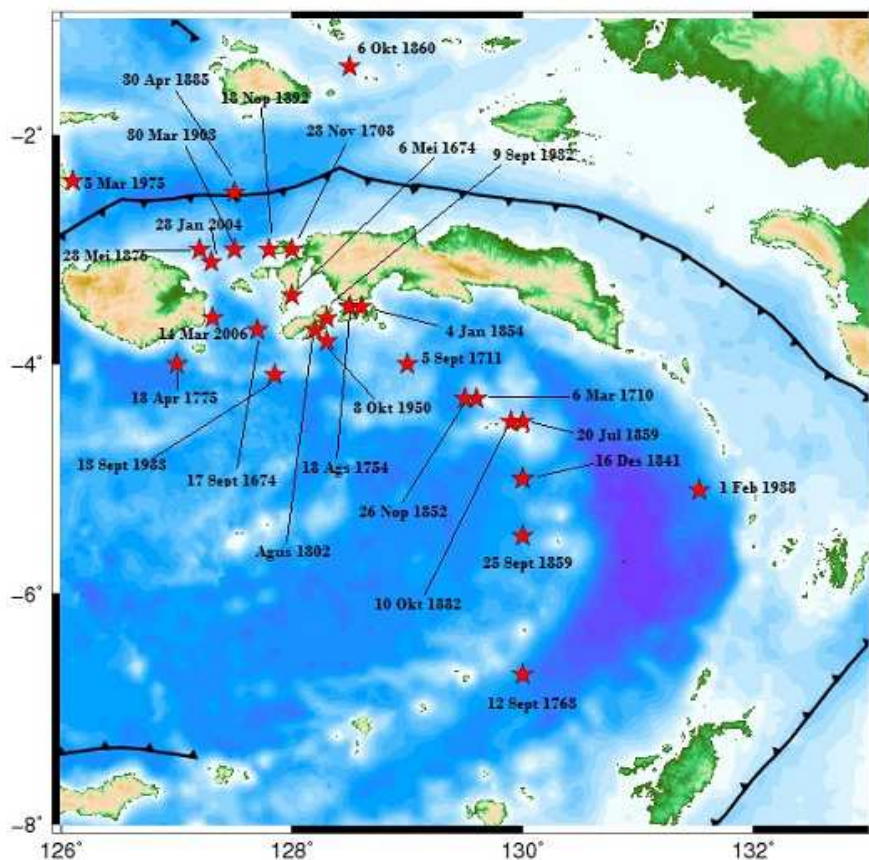 6 Okt 1860
30 Apr 1885
18 Nop 1892
30 Mar 1903
28 Nov 1708
6 Mei 1674
9 Sept 1932
-2°
5 Mar 1975
28 Jan 2004
28 Mei 1876
14 Mar 2006
4 Jan 1854
-4°
5 Sept 1711
18 Apr 1775
8 Okt 1950
6 Mar 1710
20 Jul 1859
13 Sept 1983
17 Sept 1674
18 Ags 1754
16 Des 1841
1 Feb 1938
26 Nop 1852
Agus 1802
25 Sept 1859
10 Okt 1882
-6°
12 Sept 1763
-8°
126° 128° 130° 132°